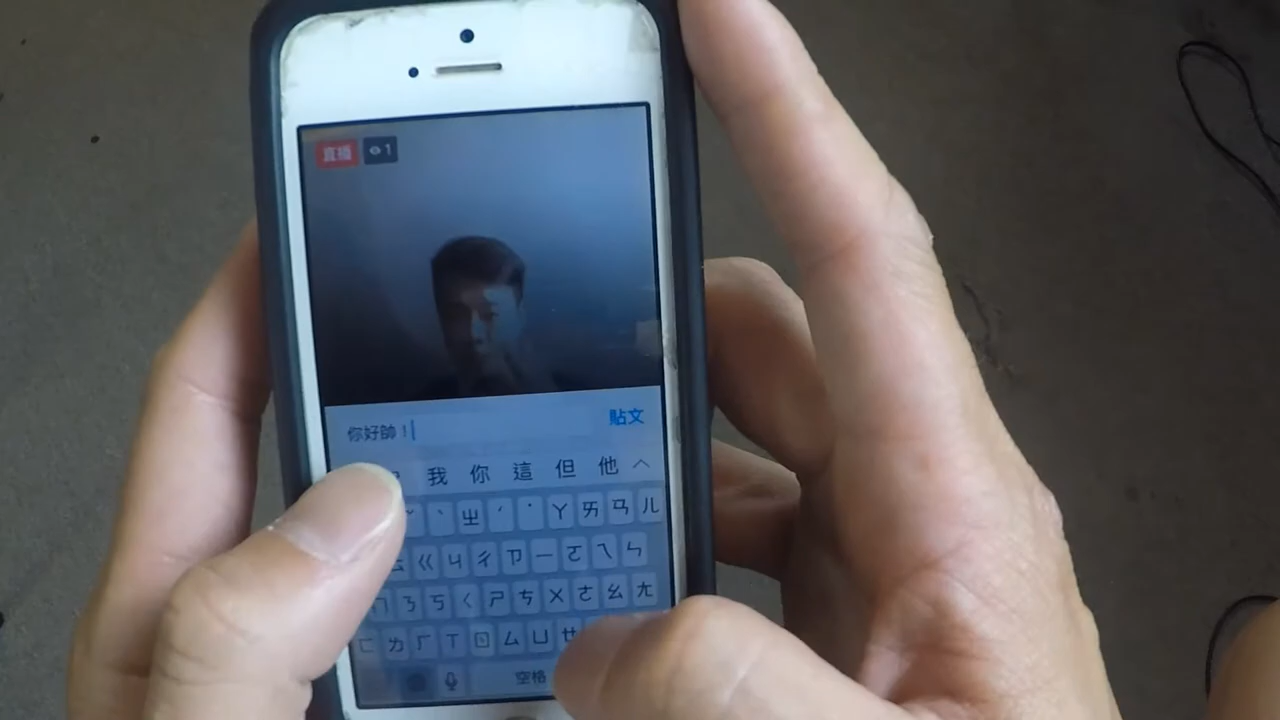 直播 1
你好帥！ 貼文
我 你 這 但 他
ˇ ˋ ㄓ ˊ ˙ ㄚ ㄞ ㄢ ㄦ
ㄍ ㄐ ㄔ ㄗ ㄧ ㄛ ㄟ ㄣ
ㄋ ㄎ ㄑ ㄕ ㄘ ㄨ ㄜ ㄠ ㄤ
ㄈ ㄌ ㄏ ㄒ ㄖ ㄙ ㄩ ㄝ
空格